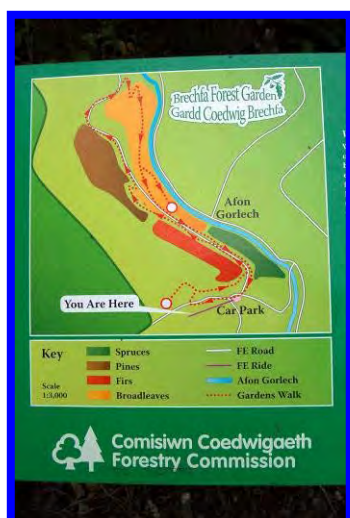 Brechfa Forest Garden
Gardd Coedwig Brechfa
Afon
Gorlech
You Are Here
Car Park
Key
Scale
1:3,000
Spruces
Pines
Firs
Broadleaves
FE Road
FE Ride
Afon Gorlech
Gardens Walk
Comisiwn Coedwigaeth
Forestry Commission